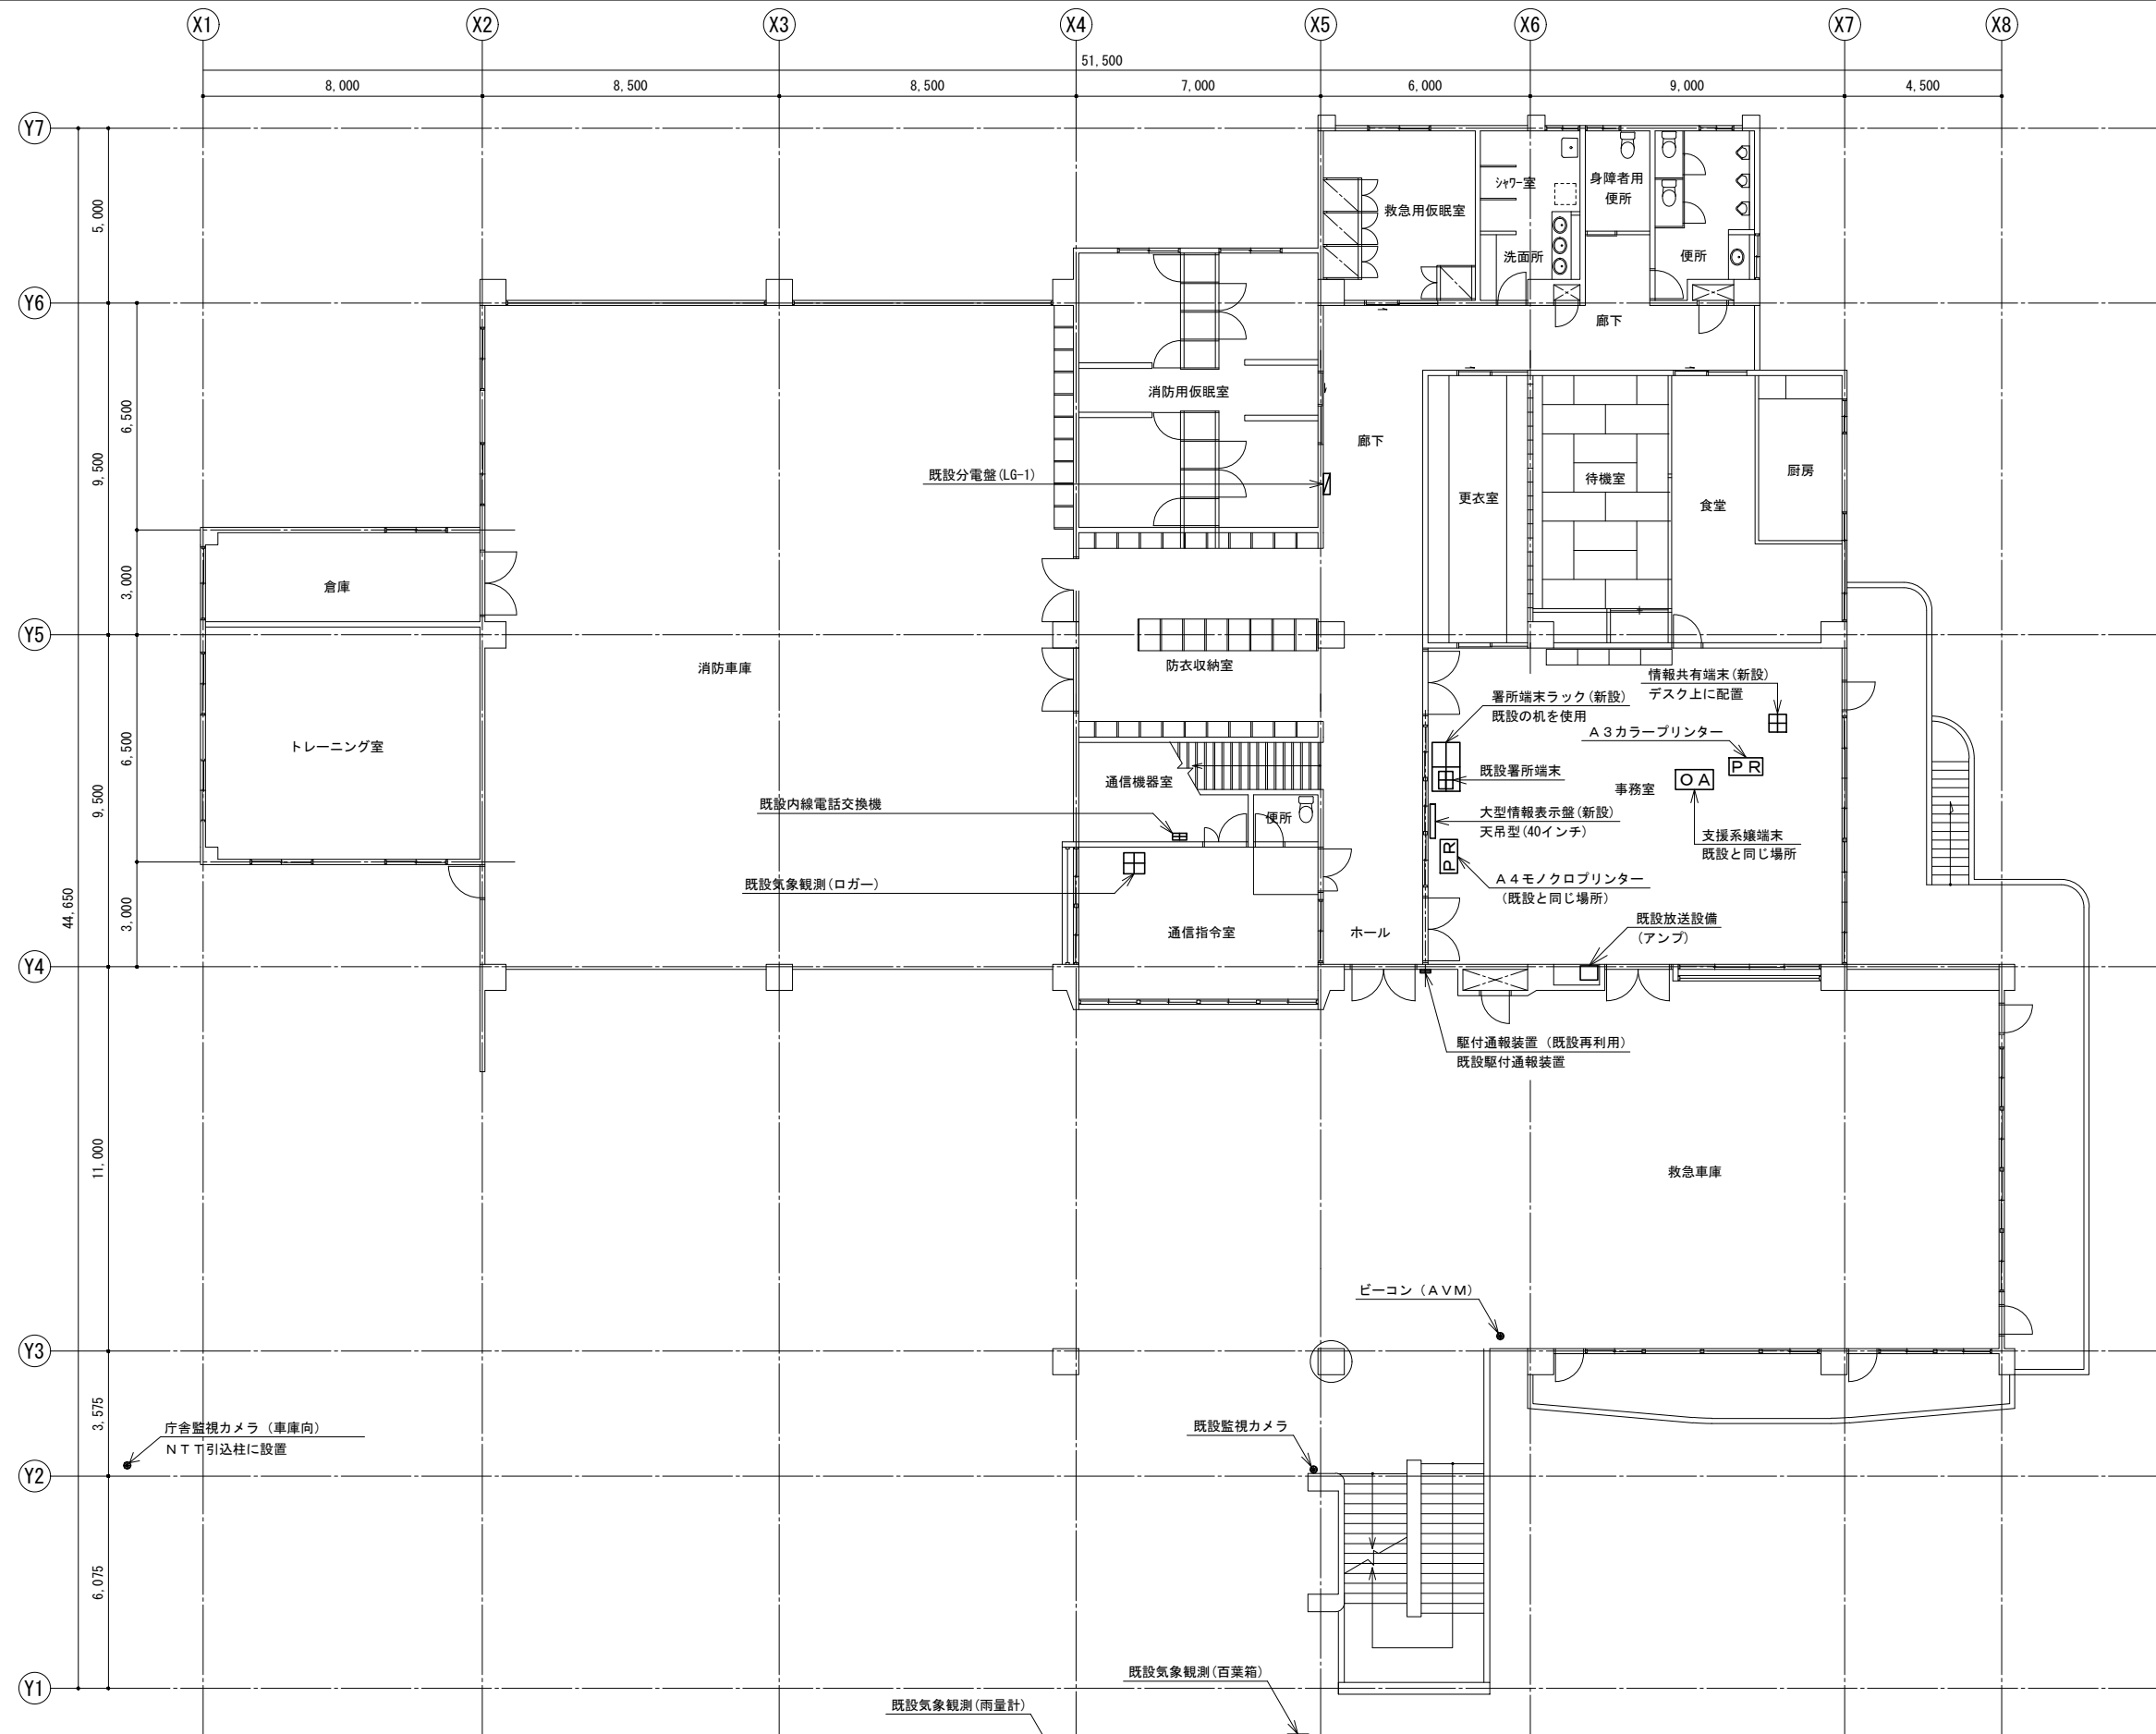 X1
X2
X3
X4
X5
X6
X7
X8
51,500
8,000
8,500
8,500
7,000
6,000
9,000
4,500
Y7
Y6
Y5
Y4
Y3
Y2
Y1
44,650
5,000
9,500
9,500
11,000
3,575
6,075
6,500
3,000
6,500
3,000
救急用仮眠室
シャワー室
洗面所
身障者用
便所
便所
廊下
消防用仮眠室
廊下
既設分電盤(LG-1)
更衣室
待機室
食堂
厨房
倉庫
トレーニング室
消防車庫
防衣収納室
通信機器室
便所
既設内線電話交換機
既設気象観測(ロガー)
通信指令室
ホール
事務室
情報共有端末(新設)
デスク上に配置
署所端末ラック(新設)
既設の机を使用
A3カラープリンター
PR
OA
既設署所端末
大型情報表示盤(新設)
天吊型(40インチ)
支援系嬢端末
既設と同じ場所
PR
A4モノクロプリンター
(既設と同じ場所)
既設放送設備
(アンプ)
駆付通報装置（既設再利用）
既設駆付通報装置
救急車庫
ビーコン（AVM）
庁舎監視カメラ（車庫向）
NTT引込柱に設置
既設監視カメラ
既設気象観測(百葉箱)
既設気象観測(雨量計)